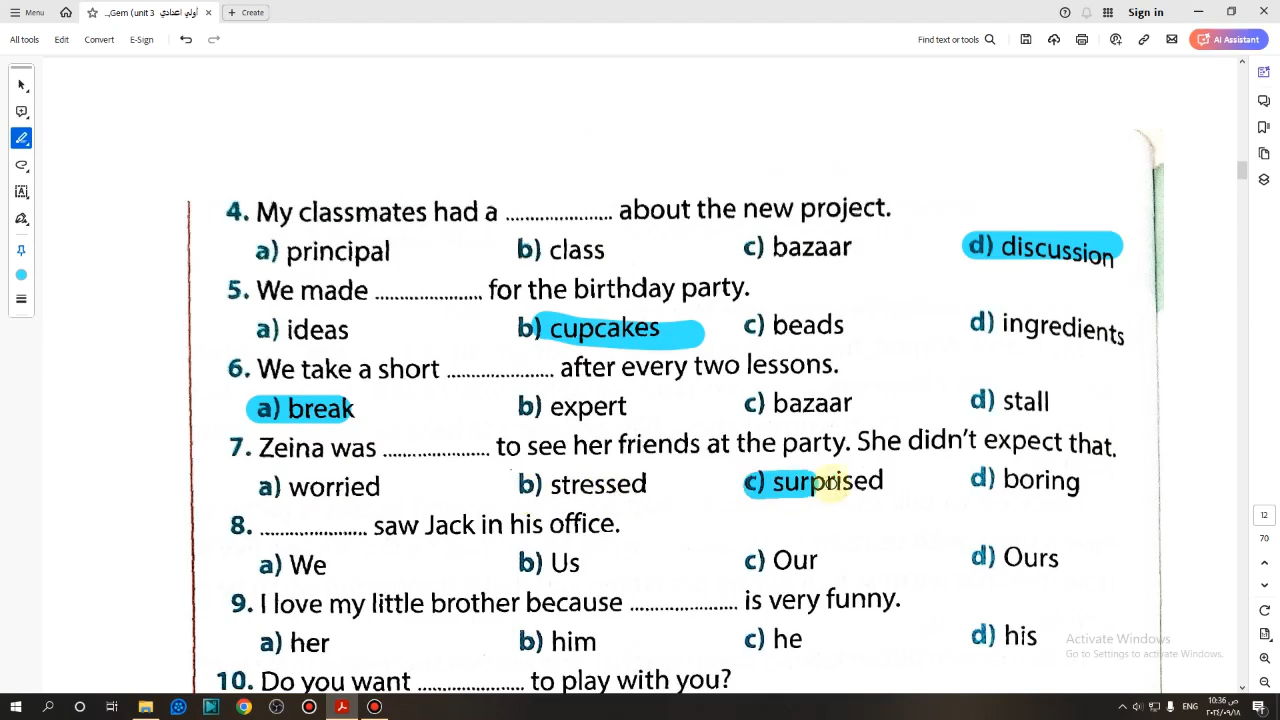 Menu
Gem (unit 3 أولى اعدادي
Create
Sign in
All tools
Edit
Convert
E-Sign
Find text or tools
AI Assistant
4. My classmates had a .................... about the new project.
a) principal b) class c) bazaar d) discussion
5. We made .................... for the birthday party.
a) ideas b) cupcakes c) beads d) ingredients
6. We take a short .................... after every two lessons.
a) break b) expert c) bazaar d) stall
7. Zeina was .................... to see her friends at the party. She didn't expect that.
a) worried b) stressed c) surprised d) boring
8. .................... saw Jack in his office.
a) We b) Us c) Our d) Ours
9. I love my little brother because .................... is very funny.
a) her b) him c) he d) his
10. Do you want .................... to play with you?
12
70
Activate Windows
Go to Settings to activate Windows.
ENG
10:36 ص
٢٠٢٤/٠٩/١٨